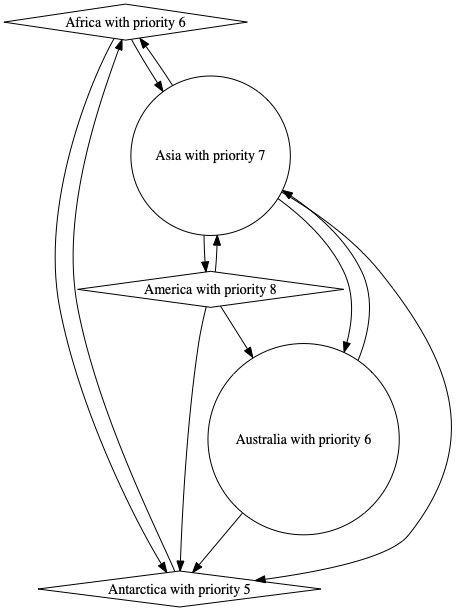 Africa with priority 6
Asia with priority 7
America with priority 8
Australia with priority 6
Antarctica with priority 5